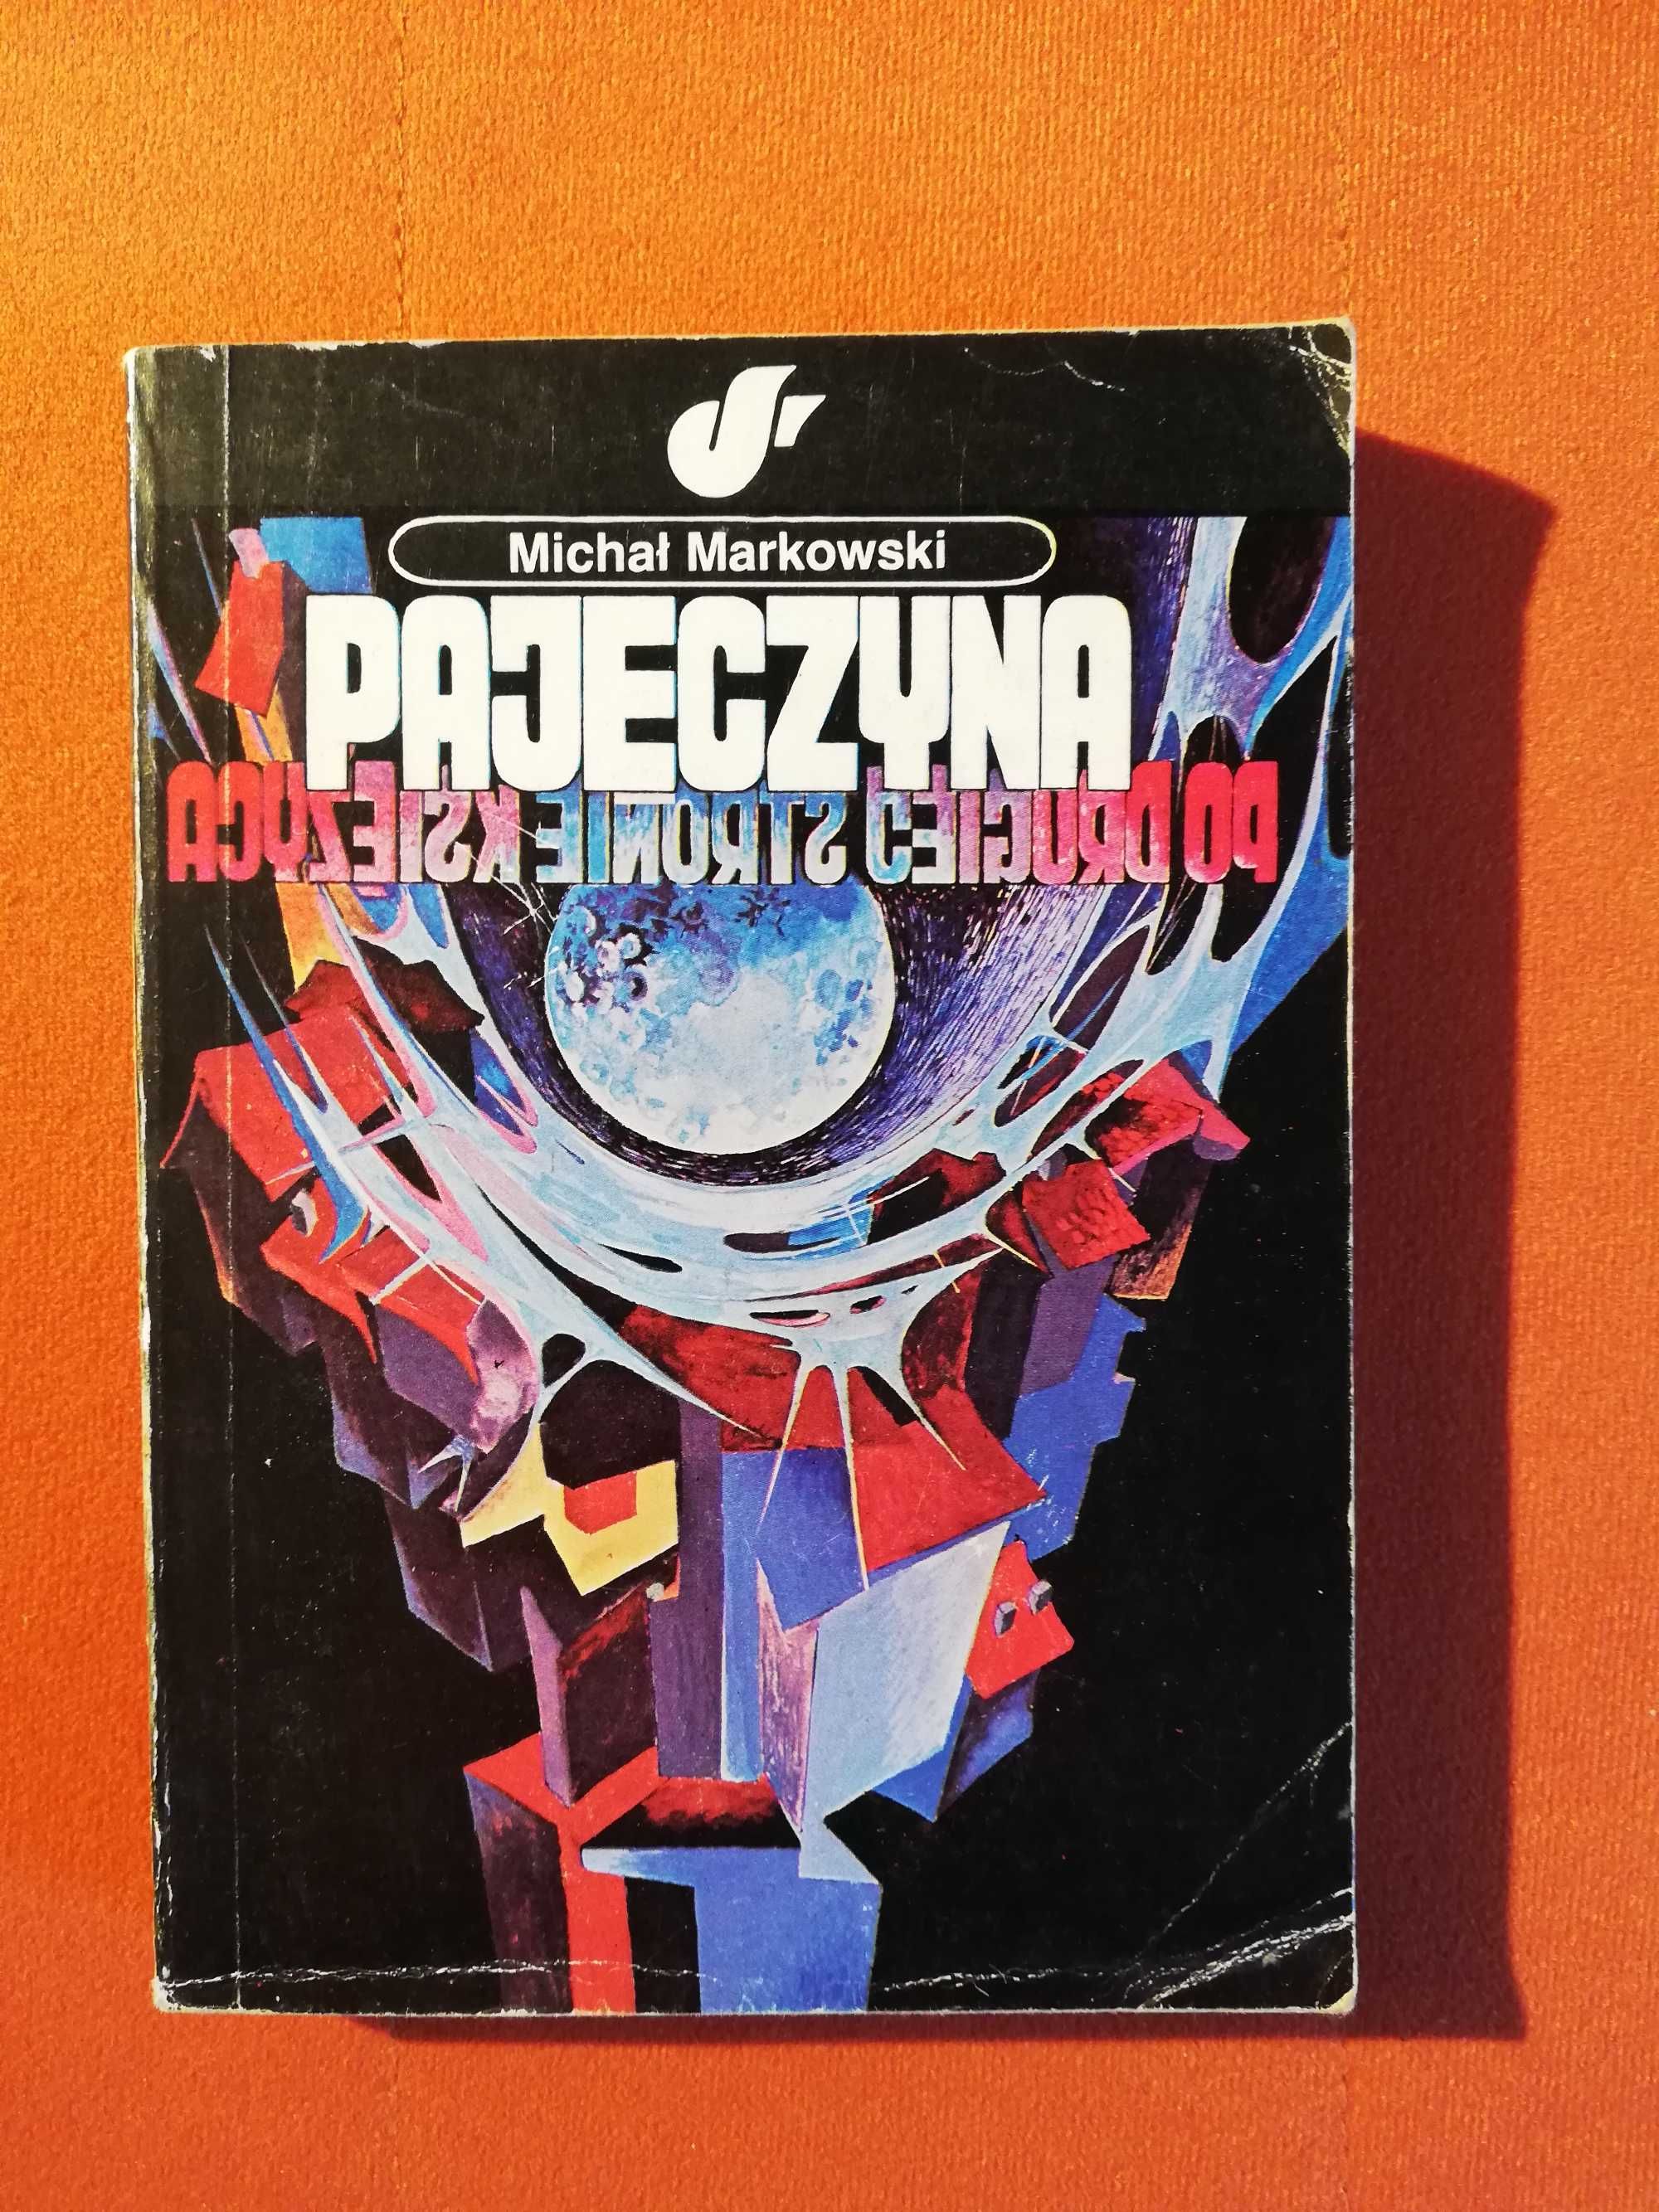 Michał Markowski
PAJĘCZYNA
PO DRUGIEJ STRONIE KSIĘŻYCA